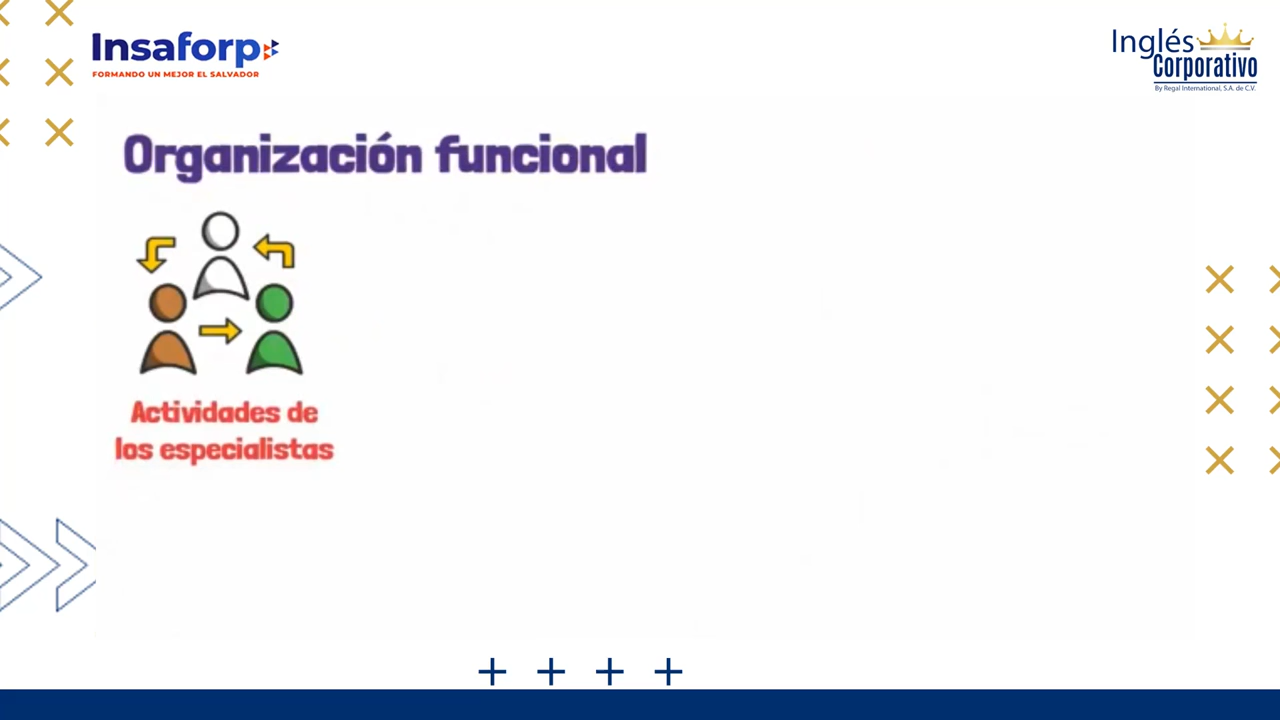 Insaforp
FORMANDO UN MEJOR EL SALVADOR
Inglés
Corporativo
By Regal International, S.A. de C.V.
Organización funcional
Actividades de
los especialistas